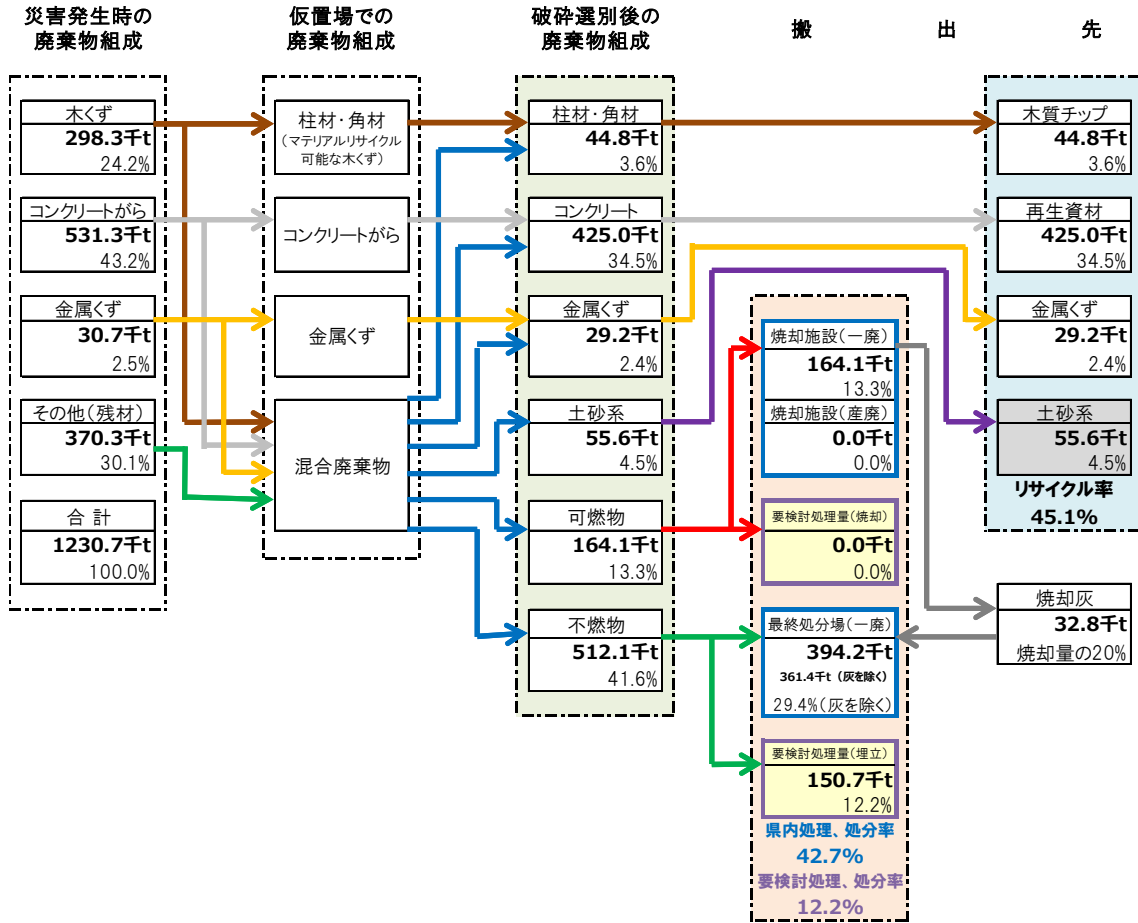 災害発生時の
廃棄物組成
仮置場での
廃棄物組成
破砕選別後の
廃棄物組成
搬 出 先
木くず
298.3千t
24.2%
コンクリートがら
531.3千t
43.2%
金属くず
30.7千t
2.5%
その他(残材)
370.3千t
30.1%
合 計
1230.7千t
100.0%
柱材・角材
(マテリアルリサイクル
可能な木くず)
コンクリートがら
金属くず
混合廃棄物
柱材・角材
44.8千t
3.6%
コンクリート
425.0千t
34.5%
金属くず
29.2千t
2.4%
土砂系
55.6千t
4.5%
可燃物
164.1千t
13.3%
不燃物
512.1千t
41.6%
焼却施設(一廃)
164.1千t
13.3%
焼却施設(産廃)
0.0千t
0.0%
要検討処理量(焼却)
0.0千t
0.0%
最終処分場(一廃)
394.2千t
361.4千t (灰を除く)
29.4%(灰を除く)
要検討処理量(埋立)
150.7千t
12.2%
県内処理、処分率
42.7%
要検討処理、処分率
12.2%
木質チップ
44.8千t
3.6%
再生資材
425.0千t
34.5%
金属くず
29.2千t
2.4%
土砂系
55.6千t
4.5%
リサイクル率
45.1%
焼却灰
32.8千t
焼却量の20%